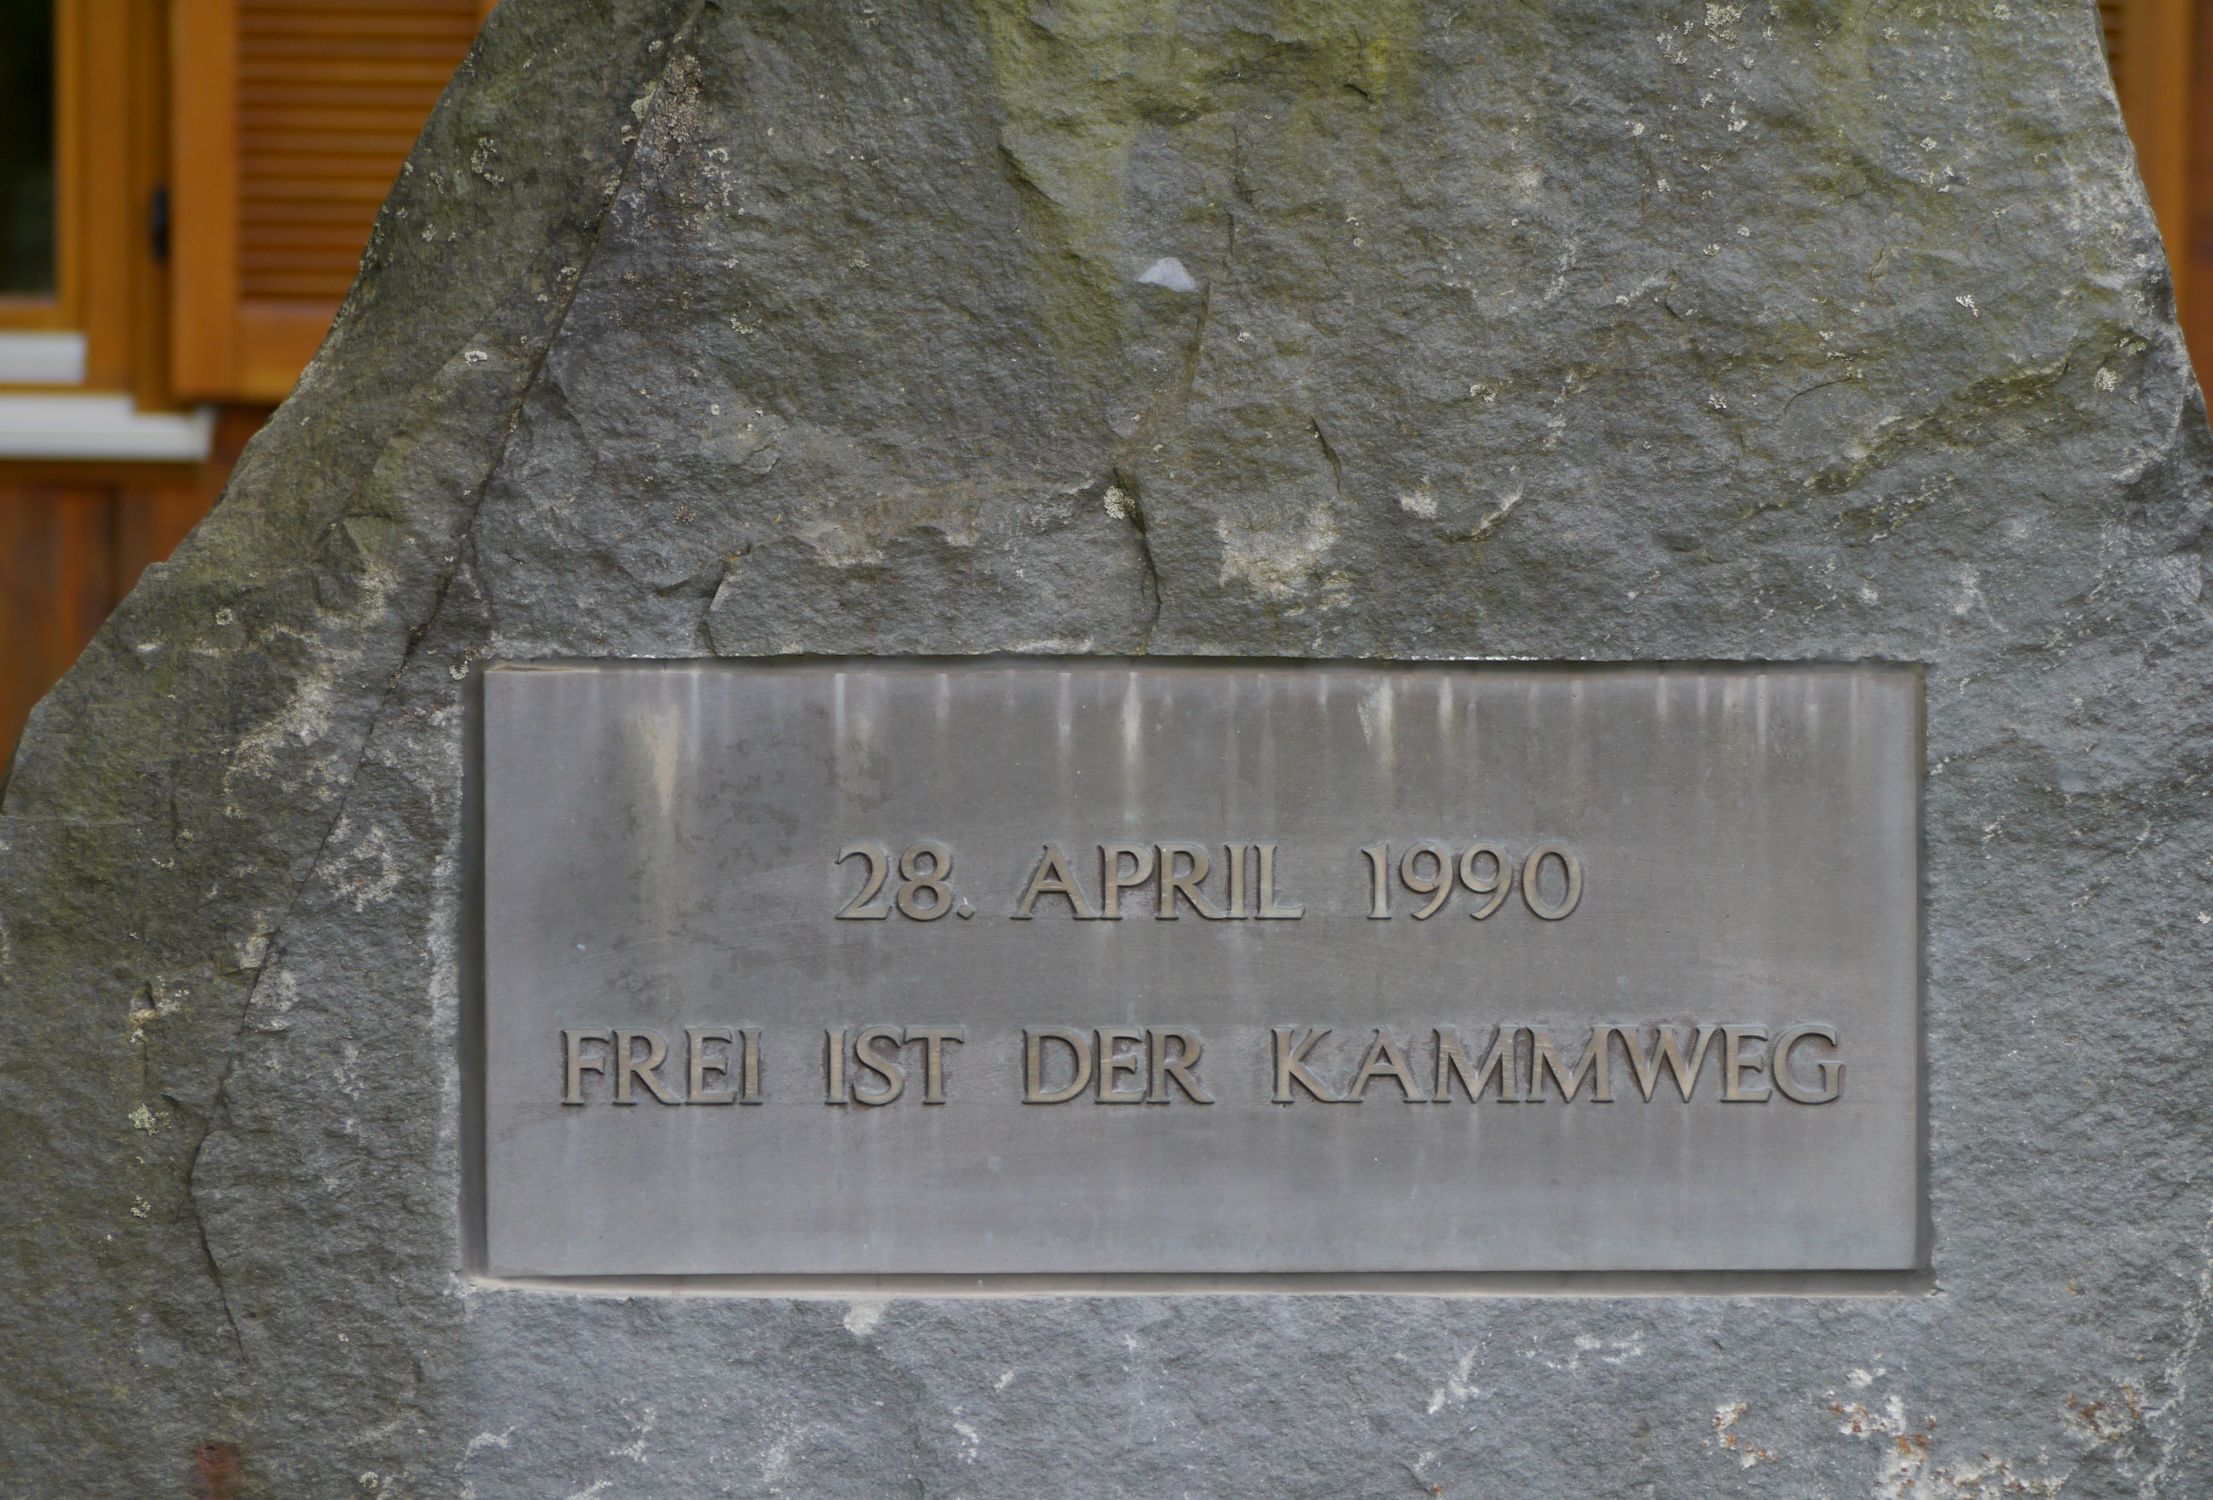 28. APRIL 1990
FREI IST DER KAMMWEG